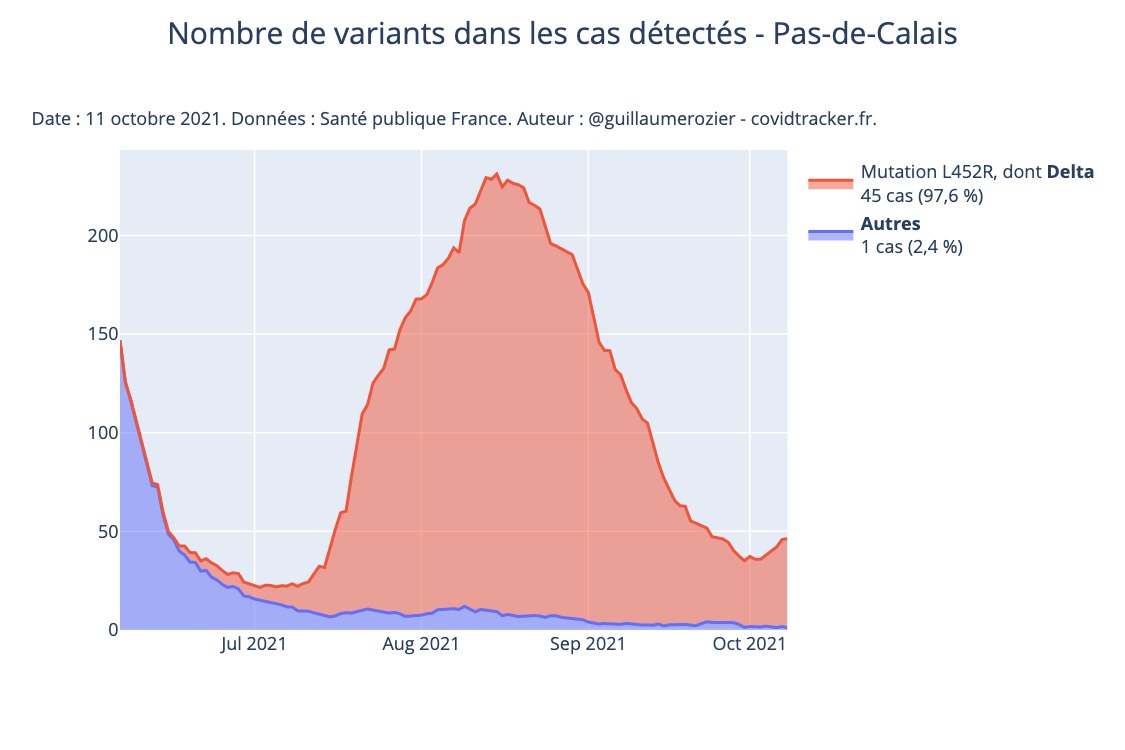 Nombre de variants dans les cas détectés - Pas-de-Calais
Date : 11 octobre 2021. Données : Santé publique France. Auteur : @guillaumerozier - covidtracker.fr.
Mutation L452R, dont Delta
45 cas (97,6 %)
Autres
1 cas (2,4 %)
200
150
100
50
0
Jul 2021
Aug 2021
Sep 2021
Oct 2021